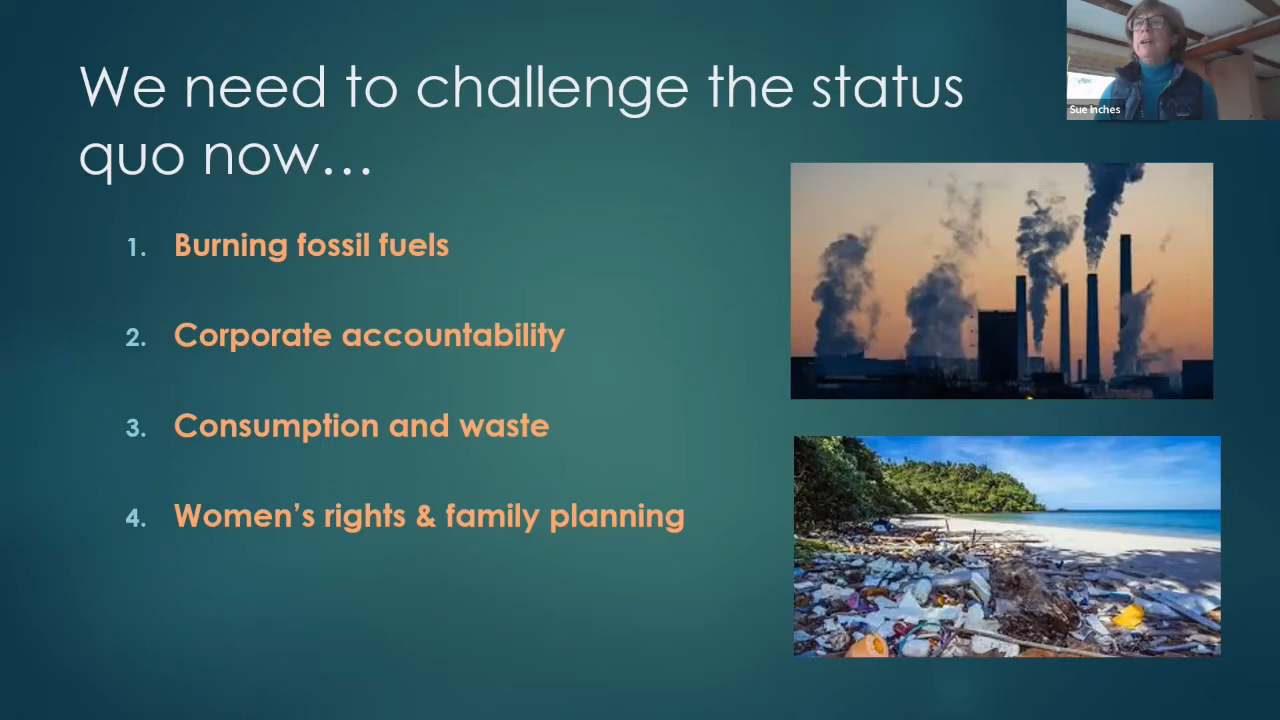 We need to challenge the status
quo now…
Sue Inches
1. Burning fossil fuels
2. Corporate accountability
3. Consumption and waste
4. Women’s rights & family planning